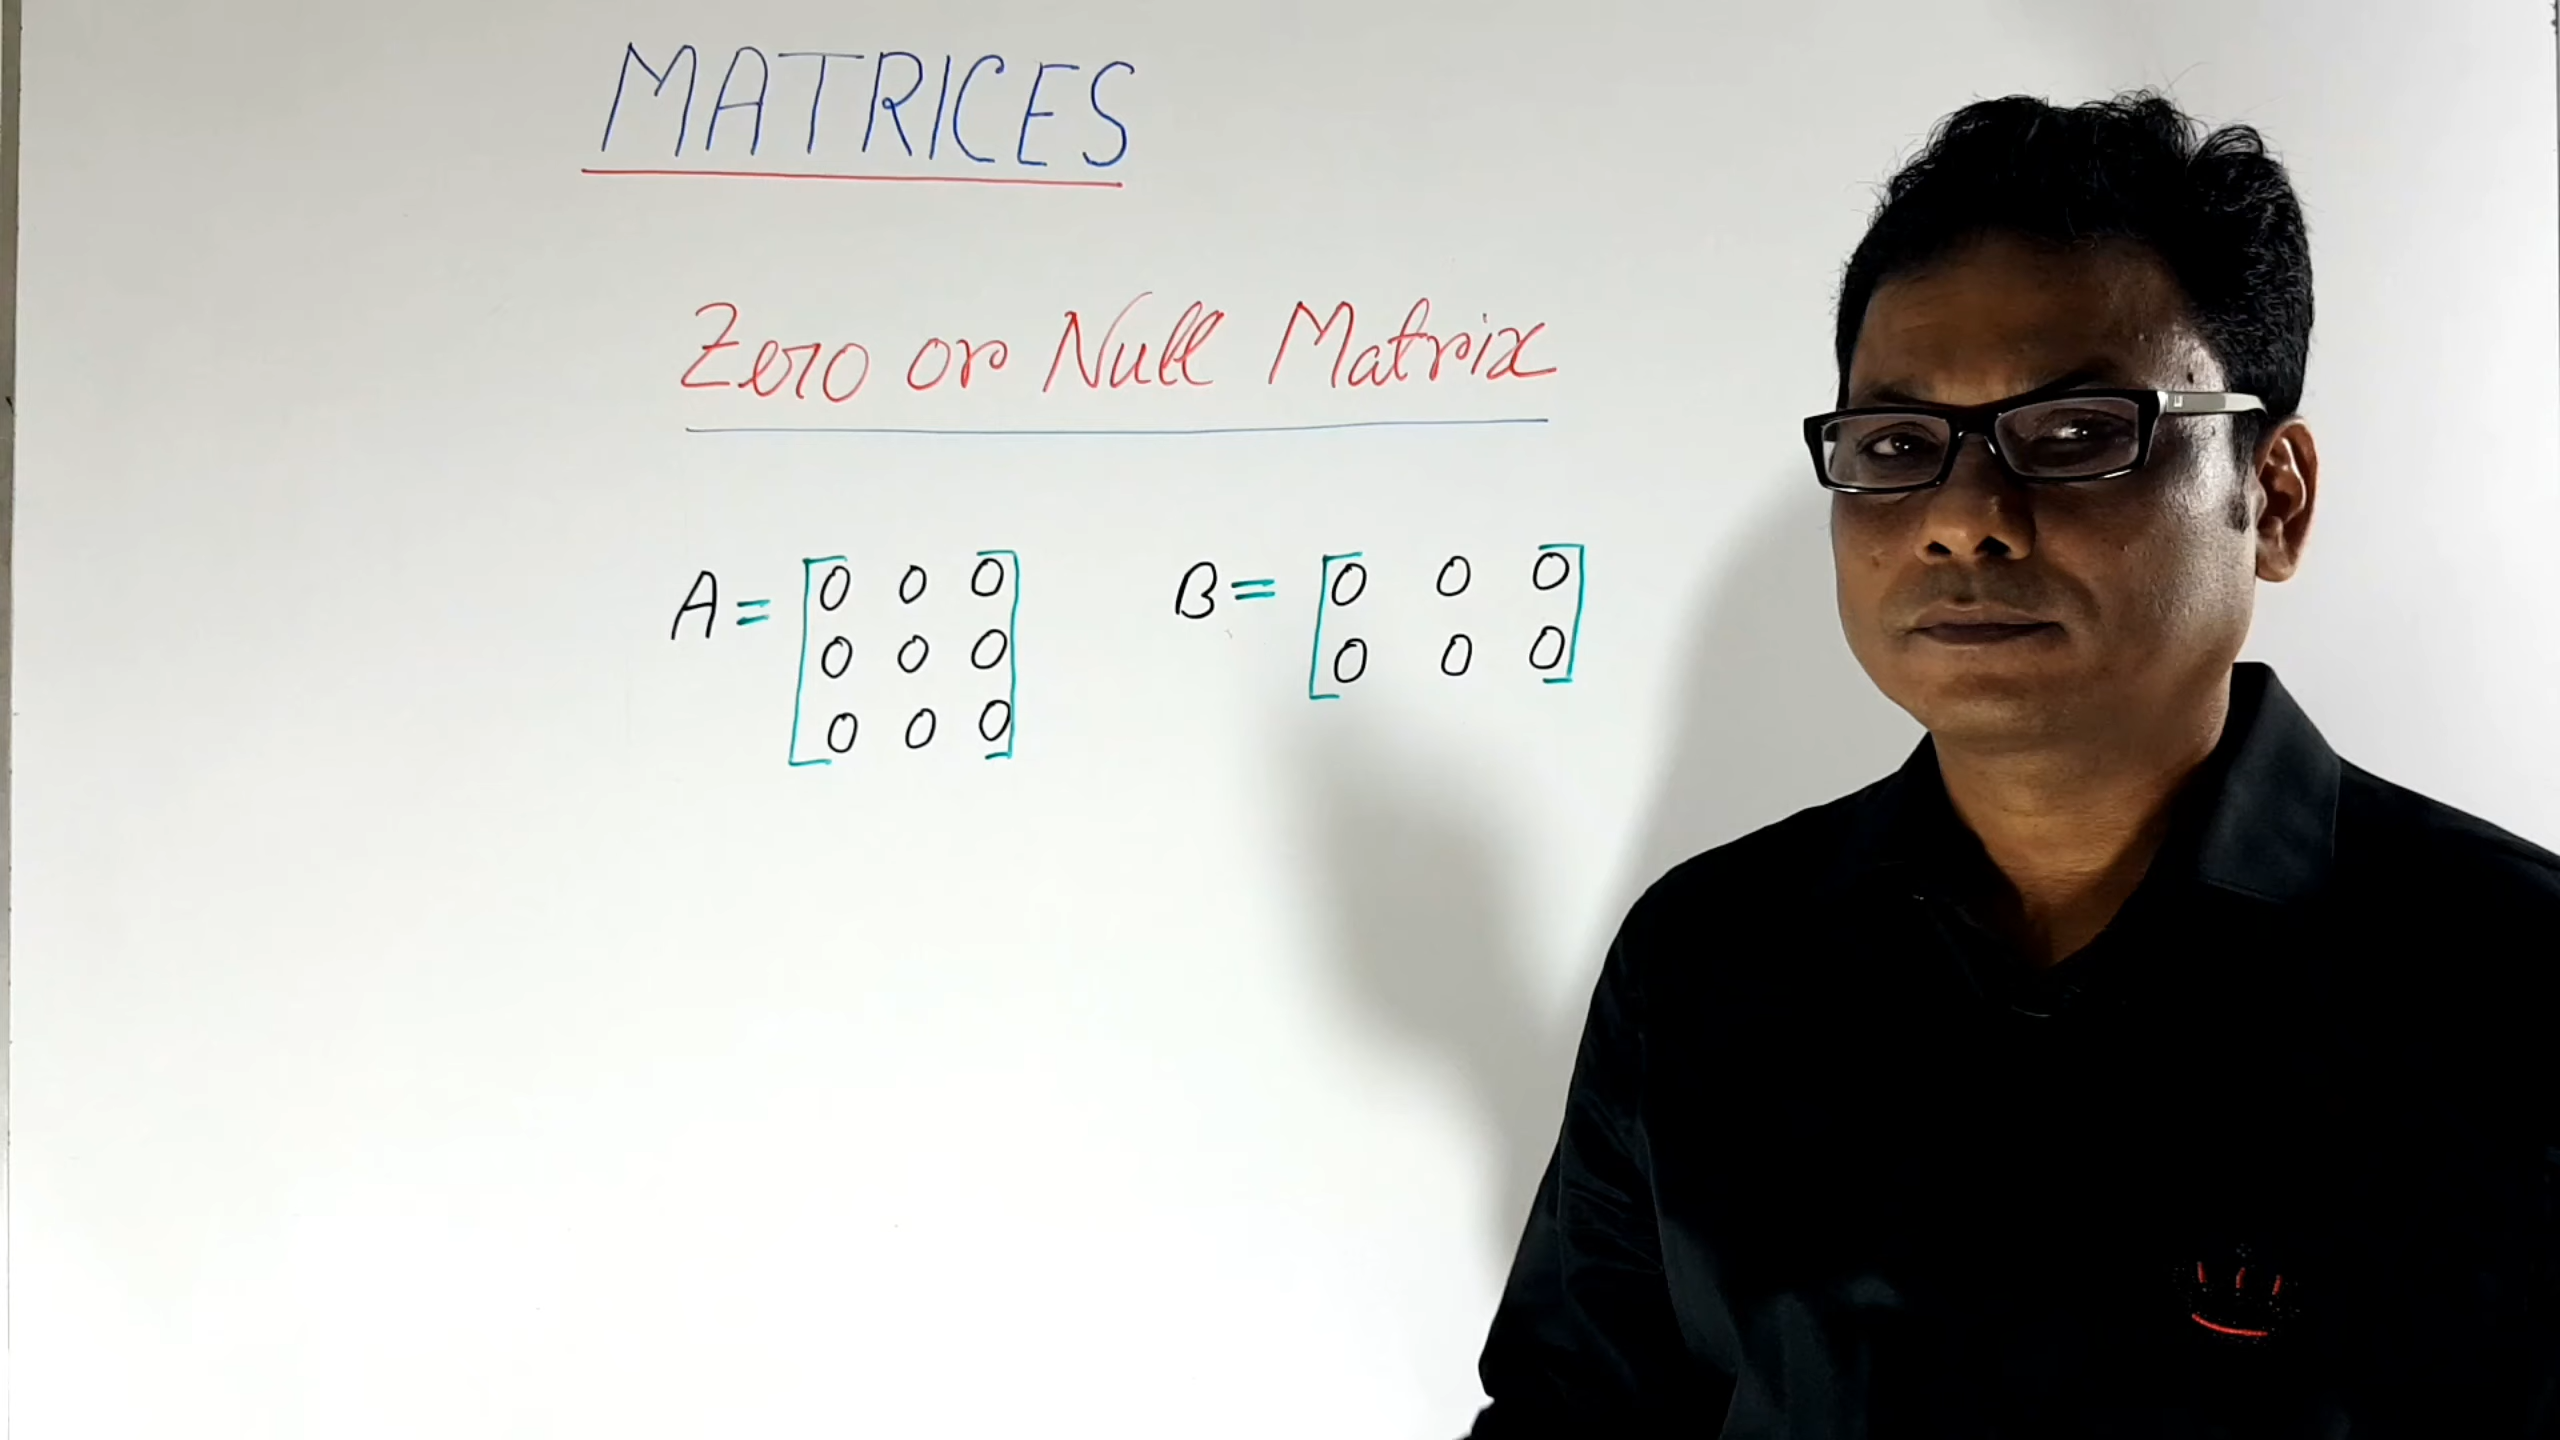 MATRICES
Zero or Null Matrix
A = [0 0 0
0 0 0
0 0 0]
B = [0 0 0
0 0 0]